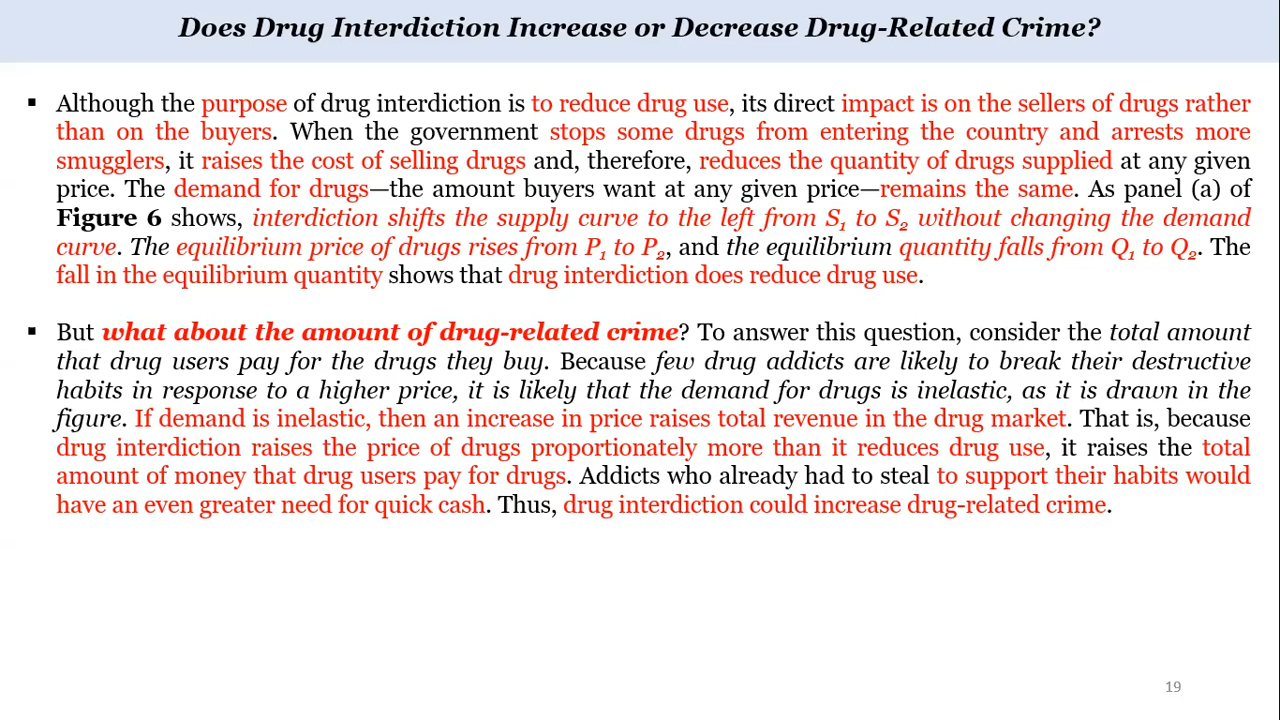 Does Drug Interdiction Increase or Decrease Drug-Related Crime?
▪ Although the purpose of drug interdiction is to reduce drug use, its direct impact is on the sellers of drugs rather
than on the buyers. When the government stops some drugs from entering the country and arrests more
smugglers, it raises the cost of selling drugs and, therefore, reduces the quantity of drugs supplied at any given
price. The demand for drugs—the amount buyers want at any given price—remains the same. As panel (a) of
Figure 6 shows, interdiction shifts the supply curve to the left from S₁ to S₂ without changing the demand
curve. The equilibrium price of drugs rises from P₁ to P₂, and the equilibrium quantity falls from Q₁ to Q₂. The
fall in the equilibrium quantity shows that drug interdiction does reduce drug use.
▪ But what about the amount of drug-related crime? To answer this question, consider the total amount
that drug users pay for the drugs they buy. Because few drug addicts are likely to break their destructive
habits in response to a higher price, it is likely that the demand for drugs is inelastic, as it is drawn in the
figure. If demand is inelastic, then an increase in price raises total revenue in the drug market. That is, because
drug interdiction raises the price of drugs proportionately more than it reduces drug use, it raises the total
amount of money that drug users pay for drugs. Addicts who already had to steal to support their habits would
have an even greater need for quick cash. Thus, drug interdiction could increase drug-related crime.
19